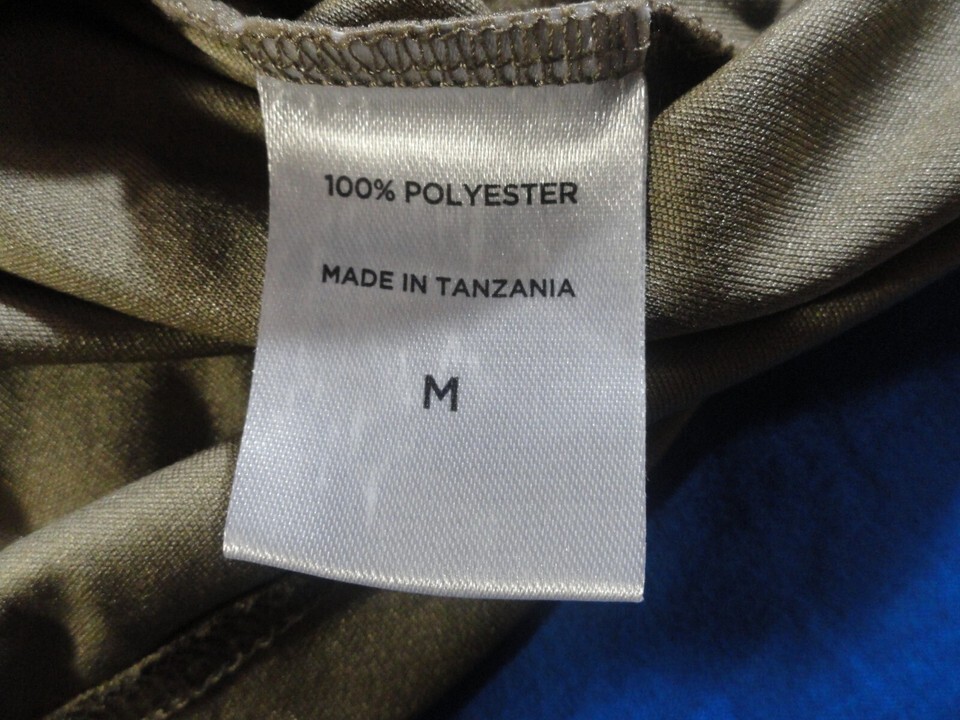 100% POLYESTER
MADE IN TANZANIA
M